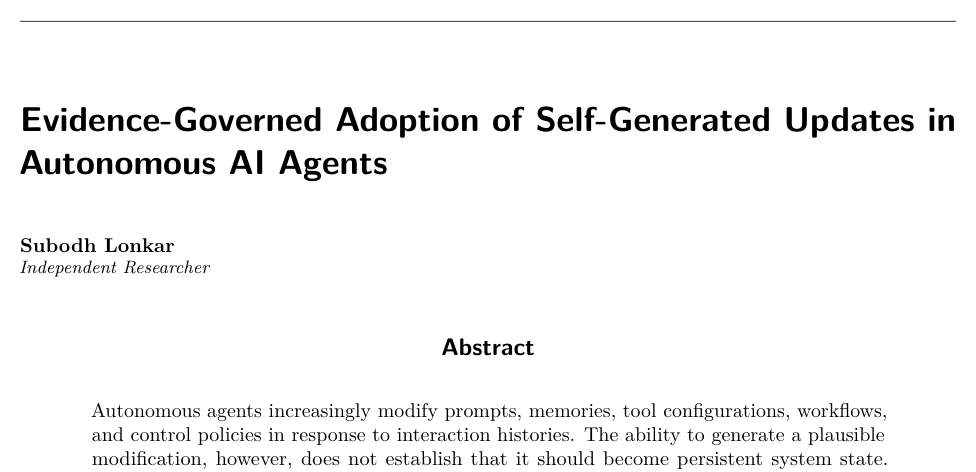 Evidence-Governed Adoption of Self-Generated Updates in
Autonomous AI Agents
Subodh Lonkar
Independent Researcher
Abstract
Autonomous agents increasingly modify prompts, memories, tool configurations, workflows,
and control policies in response to interaction histories. The ability to generate a plausible
modification, however, does not establish that it should become persistent system state.